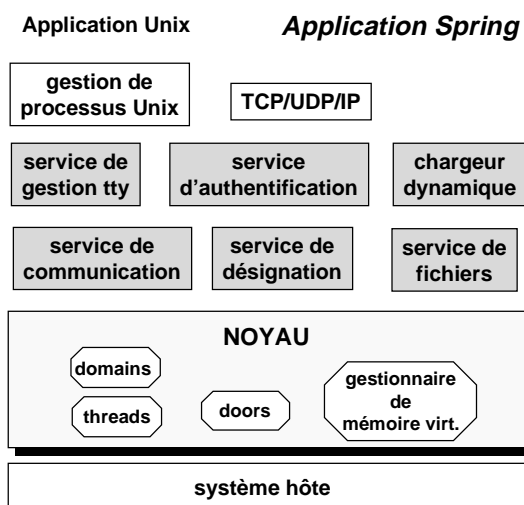 Application Unix
Application Spring
gestion de
processus Unix
TCP/UDP/IP
service de
gestion tty
service
d'authentification
chargeur
dynamique
service de
communication
service de
désignation
service de
fichiers
NOYAU
domains
threads
doors
gestionnaire
de
mémoire virt.
système hôte